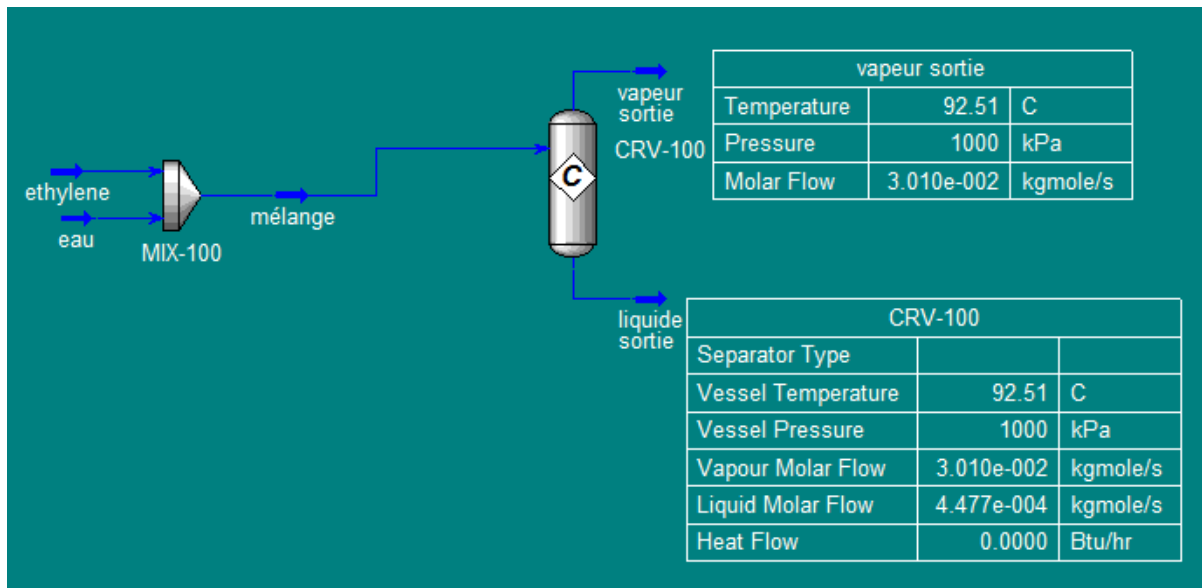 ethylene
eau
MIX-100
mélange
C
vapeur
sortie
CRV-100
liquide
sortie
vapeur sortie
Temperature 92.51 C
Pressure 1000 kPa
Molar Flow 3.010e-002 kgmole/s
CRV-100
Separator Type
Vessel Temperature 92.51 C
Vessel Pressure 1000 kPa
Vapour Molar Flow 3.010e-002 kgmole/s
Liquid Molar Flow 4.477e-004 kgmole/s
Heat Flow 0.0000 Btu/hr